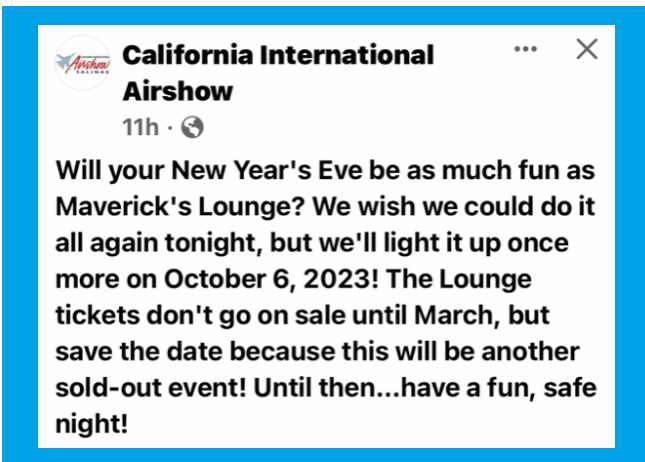 Airshow
SALINAS
California International
Airshow
11h ·
Will your New Year's Eve be as much fun as
Maverick's Lounge? We wish we could do it
all again tonight, but we'll light it up once
more on October 6, 2023! The Lounge
tickets don't go on sale until March, but
save the date because this will be another
sold-out event! Until then...have a fun, safe
night!